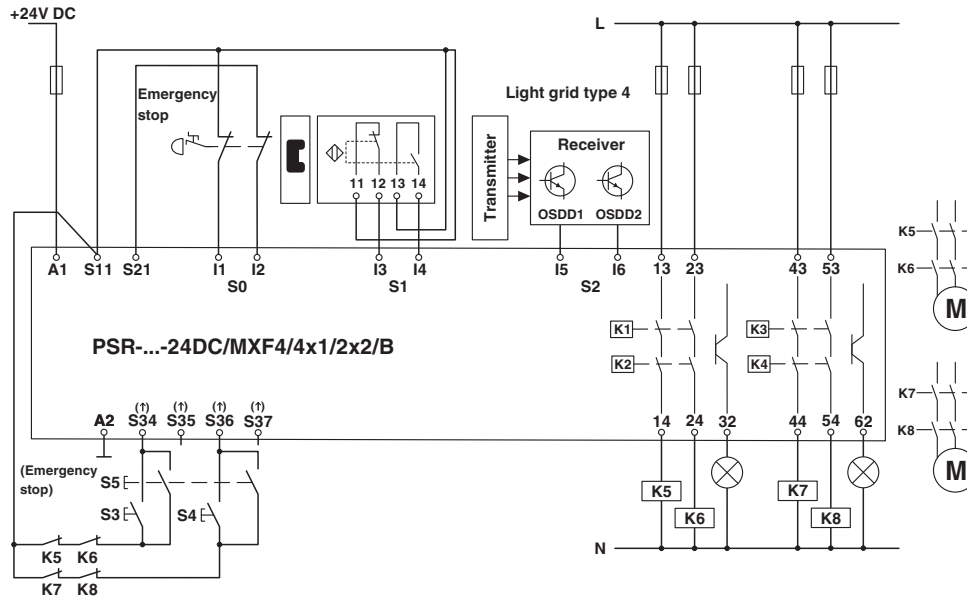 +24V DC
L
Emergency
stop
Light grid type 4
Transmitter
Receiver
11 12 13 14
OSDD1 OSDD2
A1 S11 S21 I1 I2 I3 I4 I5 I6 13 23 43 53
S0 S1 S2
K5
K6
M
K1 K3
K2 K4
PSR-...-24DC/MXF4/4x1/2x2/B
K7
K8
M
(↑) (↑) (↑) (↑)
A2 S34 S35 S36 S37 14 24 32 44 54 62
(Emergency
stop)
S5
S3 S4
K5 K7
K6 K8
N
K5 K6
K7 K8